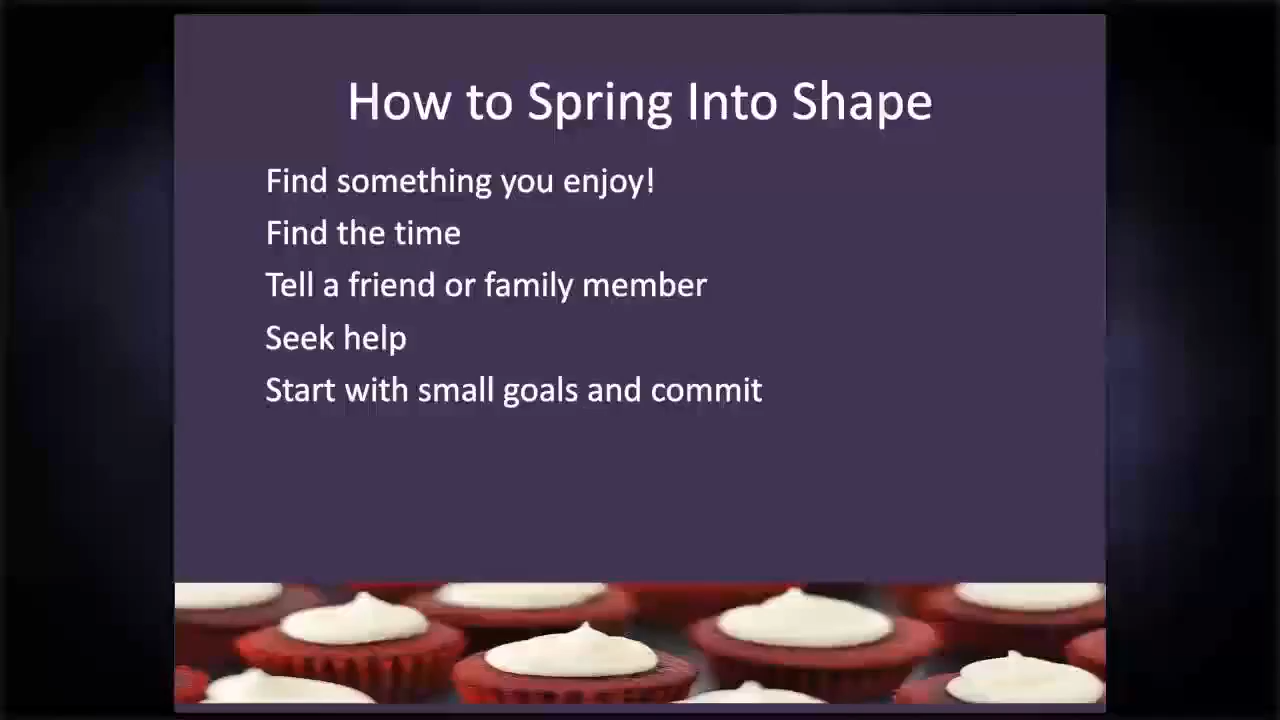 How to Spring Into Shape
Find something you enjoy!
Find the time
Tell a friend or family member
Seek help
Start with small goals and commit